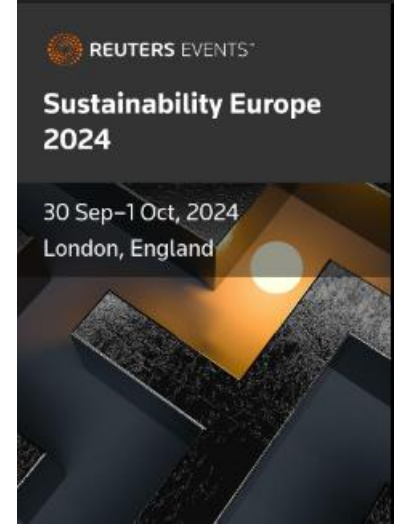 REUTERS EVENTS™
Sustainability Europe
2024
30 Sep–1 Oct, 2024
London, England